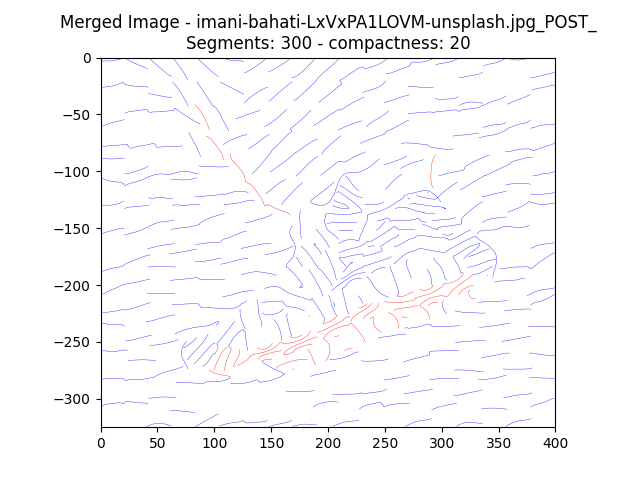 Merged Image - imani-bahati-LxVxPA1LOVM-unsplash.jpg_POST_
Segments: 300 - compactness: 20
0
−50
−100
−150
−200
−250
−300
0 50 100 150 200 250 300 350 400